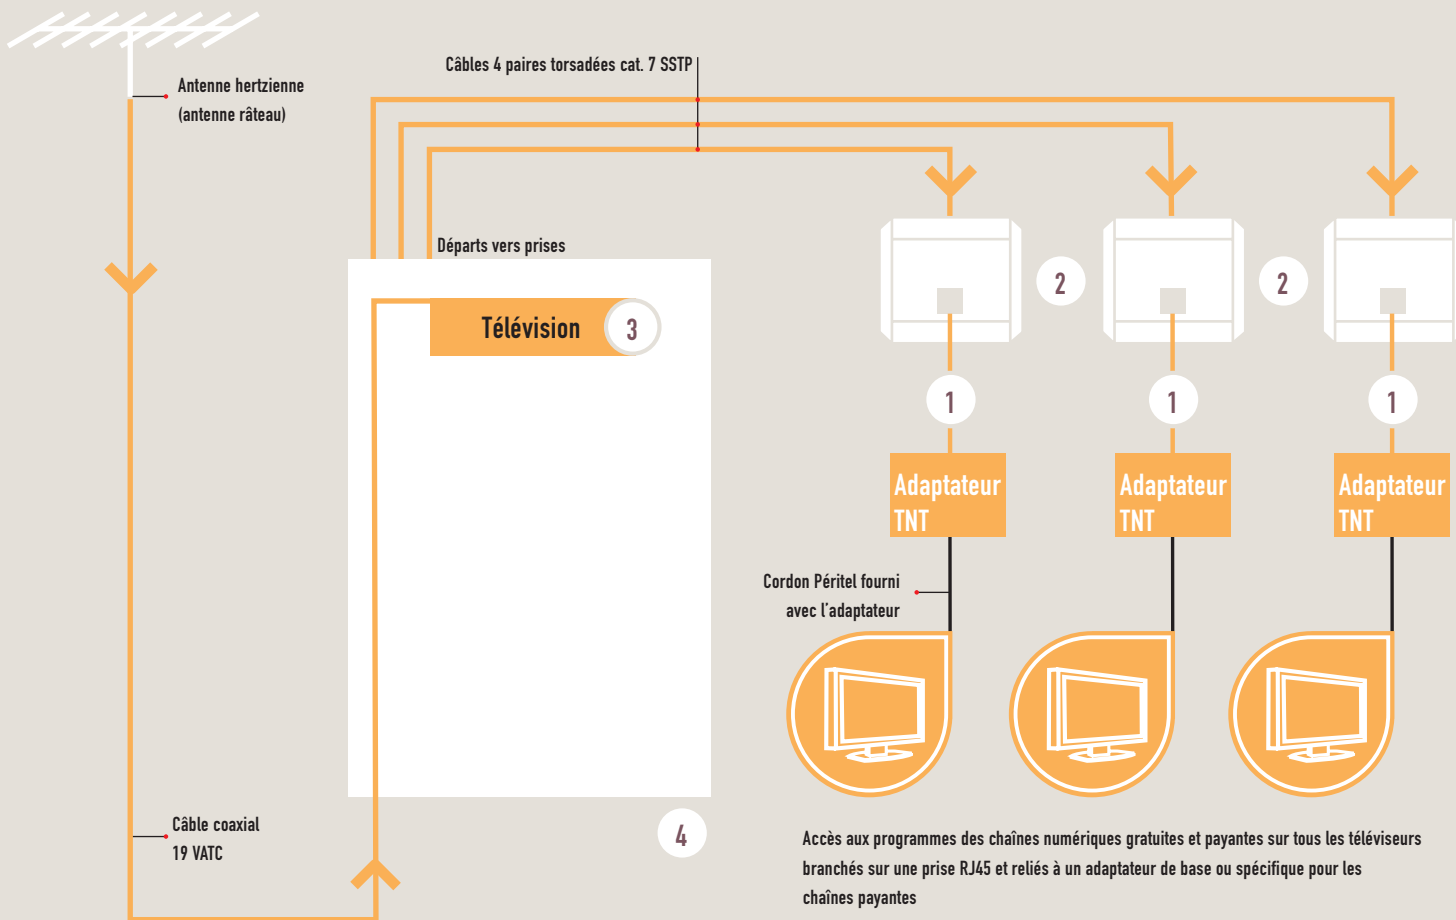 Câbles 4 paires torsadées cat. 7 SSTP
Antenne hertzienne
(antenne râteau)
Départs vers prises
Télévision
3
2
2
1
1
1
Adaptateur
TNT
Adaptateur
TNT
Adaptateur
TNT
Cordon Péritel fourni
avec l'adaptateur
Câble coaxial
19 VATC
4
Accès aux programmes des chaînes numériques gratuites et payantes sur tous les téléviseurs
branchés sur une prise RJ45 et reliés à un adaptateur de base ou spécifique pour les
chaînes payantes